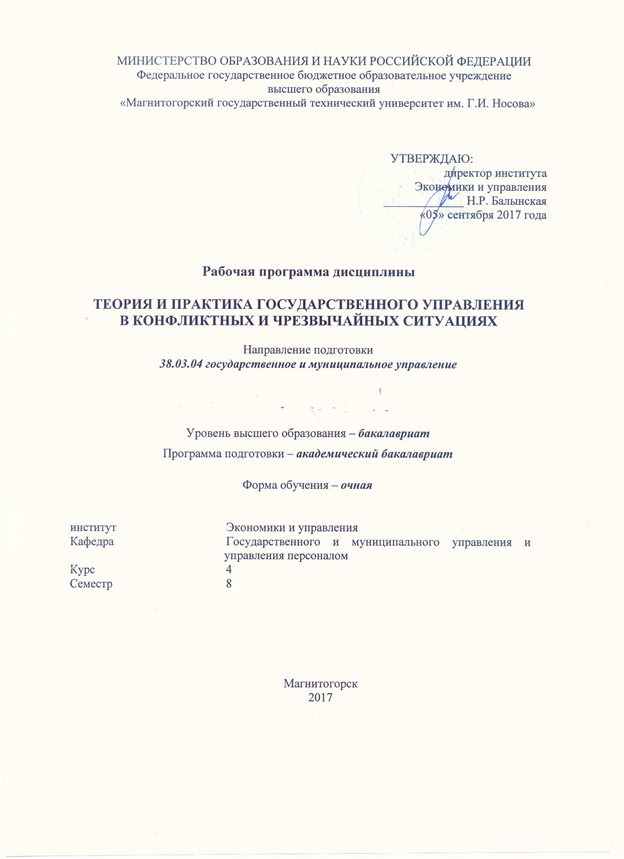 МИНИСТЕРСТВО ОБРАЗОВАНИЯ И НАУКИ РОССИЙСКОЙ ФЕДЕРАЦИИ
Федеральное государственное бюджетное образовательное учреждение
высшего образования
«Магнитогорский государственный технический университет им. Г.И. Носова»
УТВЕРЖДАЮ:
директор института
Экономики и управления
Н.Р. Балынская
«05» сентября 2017 года
Рабочая программа дисциплины
ТЕОРИЯ И ПРАКТИКА ГОСУДАРСТВЕННОГО УПРАВЛЕНИЯ
В КОНФЛИКТНЫХ И ЧРЕЗВЫЧАЙНЫХ СИТУАЦИЯХ
Направление подготовки
38.03.04 государственное и муниципальное управление
Уровень высшего образования – бакалавриат
Программа подготовки – академический бакалавриат
Форма обучения – очная
институт Экономики и управления
Кафедра Государственного и муниципального управления и
управления персоналом
Курс 4
Семестр 8
Магнитогорск
2017